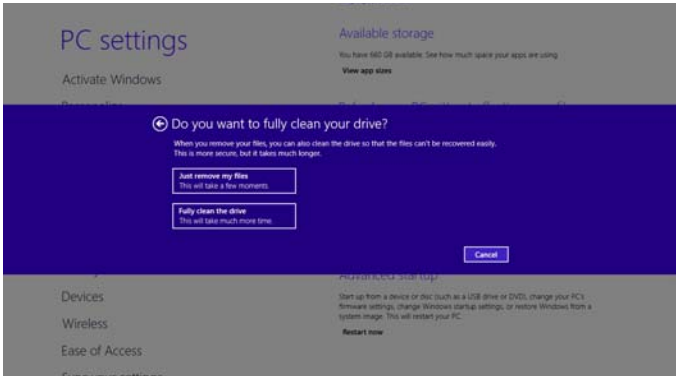 PC settings
Activate Windows
Devices
Wireless
Ease of Access
Available storage
You have 660 GB available. See how much space your apps are using.
View app sizes
Do you want to fully clean your drive?
When you remove your files, you can also clean the drive so that the files can't be recovered easily.
This is more secure, but it takes much longer.
Just remove my files
This will take a few moments.
Fully clean the drive
This will take much more time.
Cancel
Advanced startup
Start up from a device or disc (such as a USB drive or DVD), change your PC's
firmware settings, change Windows startup settings, or restore Windows from a
system image. This will restart your PC.
Restart now